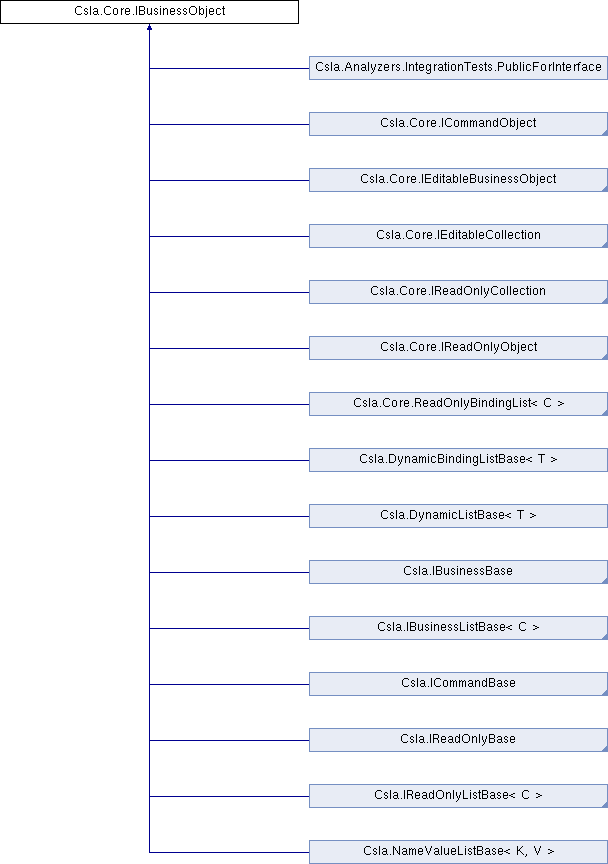 Csla.Core.IBusinessObject
Csla.Analyzers.IntegrationTests.PublicForInterface
Csla.Core.ICommandObject
Csla.Core.IEditableBusinessObject
Csla.Core.IEditableCollection
Csla.Core.IReadOnlyCollection
Csla.Core.IReadOnlyObject
Csla.Core.ReadOnlyBindingList< C >
Csla.DynamicBindingListBase< T >
Csla.DynamicListBase< T >
Csla.IBusinessBase
Csla.IBusinessListBase< C >
Csla.ICommandBase
Csla.IReadOnlyBase
Csla.IReadOnlyListBase< C >
Csla.NameValueListBase< K, V >